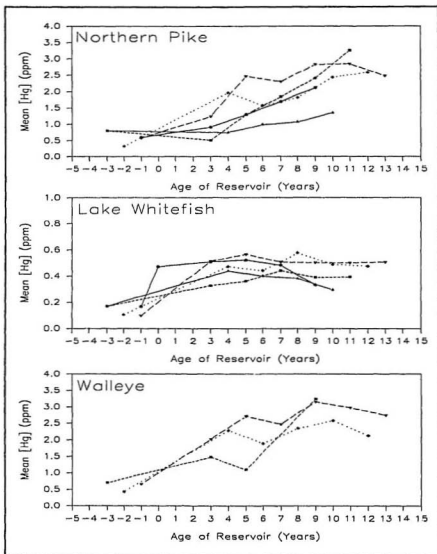 Northern Pike
Mean [Hg] (ppm)
4.0
3.5
3.0
2.5
2.0
1.5
1.0
0.5
0.0
-5 -4 -3 -2 -1 0 1 2 3 4 5 6 7 8 9 10 11 12 13 14 15
Age of Reservoir (Years)
Lake Whitefish
Mean [Hg] (ppm)
1.0
0.8
0.6
0.4
0.2
0.0
-5 -4 -3 -2 -1 0 1 2 3 4 5 6 7 8 9 10 11 12 13 14 15
Age of Reservoir (Years)
Walleye
Mean [Hg] (ppm)
4.0
3.5
3.0
2.5
2.0
1.5
1.0
0.5
0.0
-5 -4 -3 -2 -1 0 1 2 3 4 5 6 7 8 9 10 11 12 13 14 15
Age of Reservoir (Years)